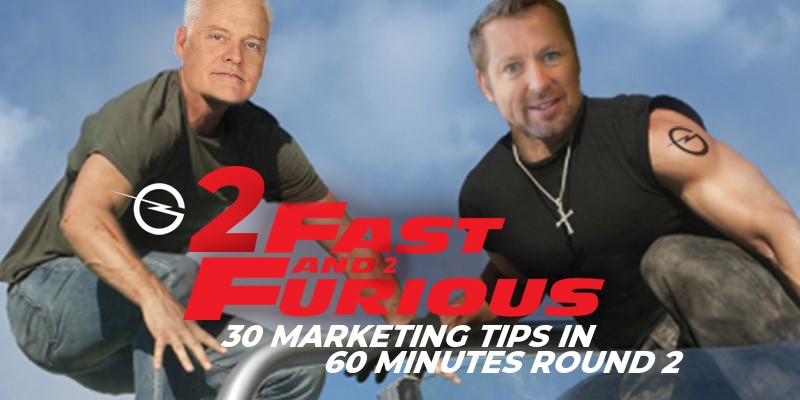 2 FAST
AND 2
FURIOUS
30 MARKETING TIPS IN
60 MINUTES ROUND 2